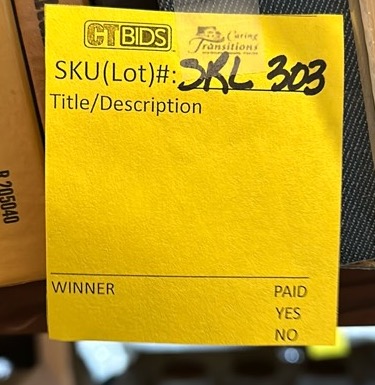 CTBIDS
Caring
Transitions
SKU(Lot)#: SKL 303
Title/Description
WINNER
PAID
YES
NO
R 205040